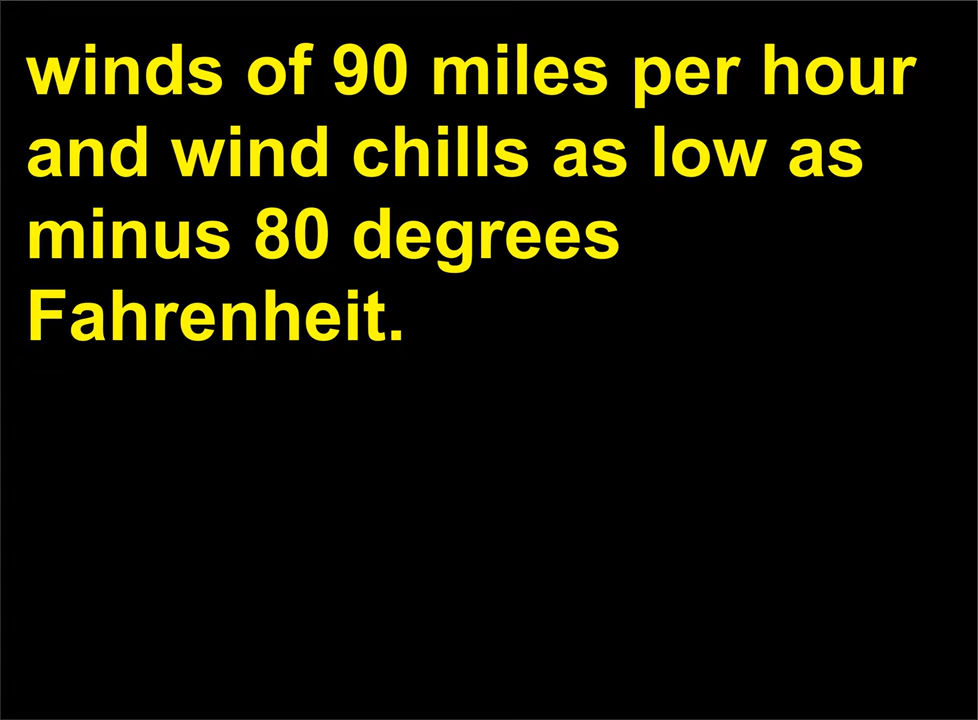 winds of 90 miles per hour
and wind chills as low as
minus 80 degrees
Fahrenheit.